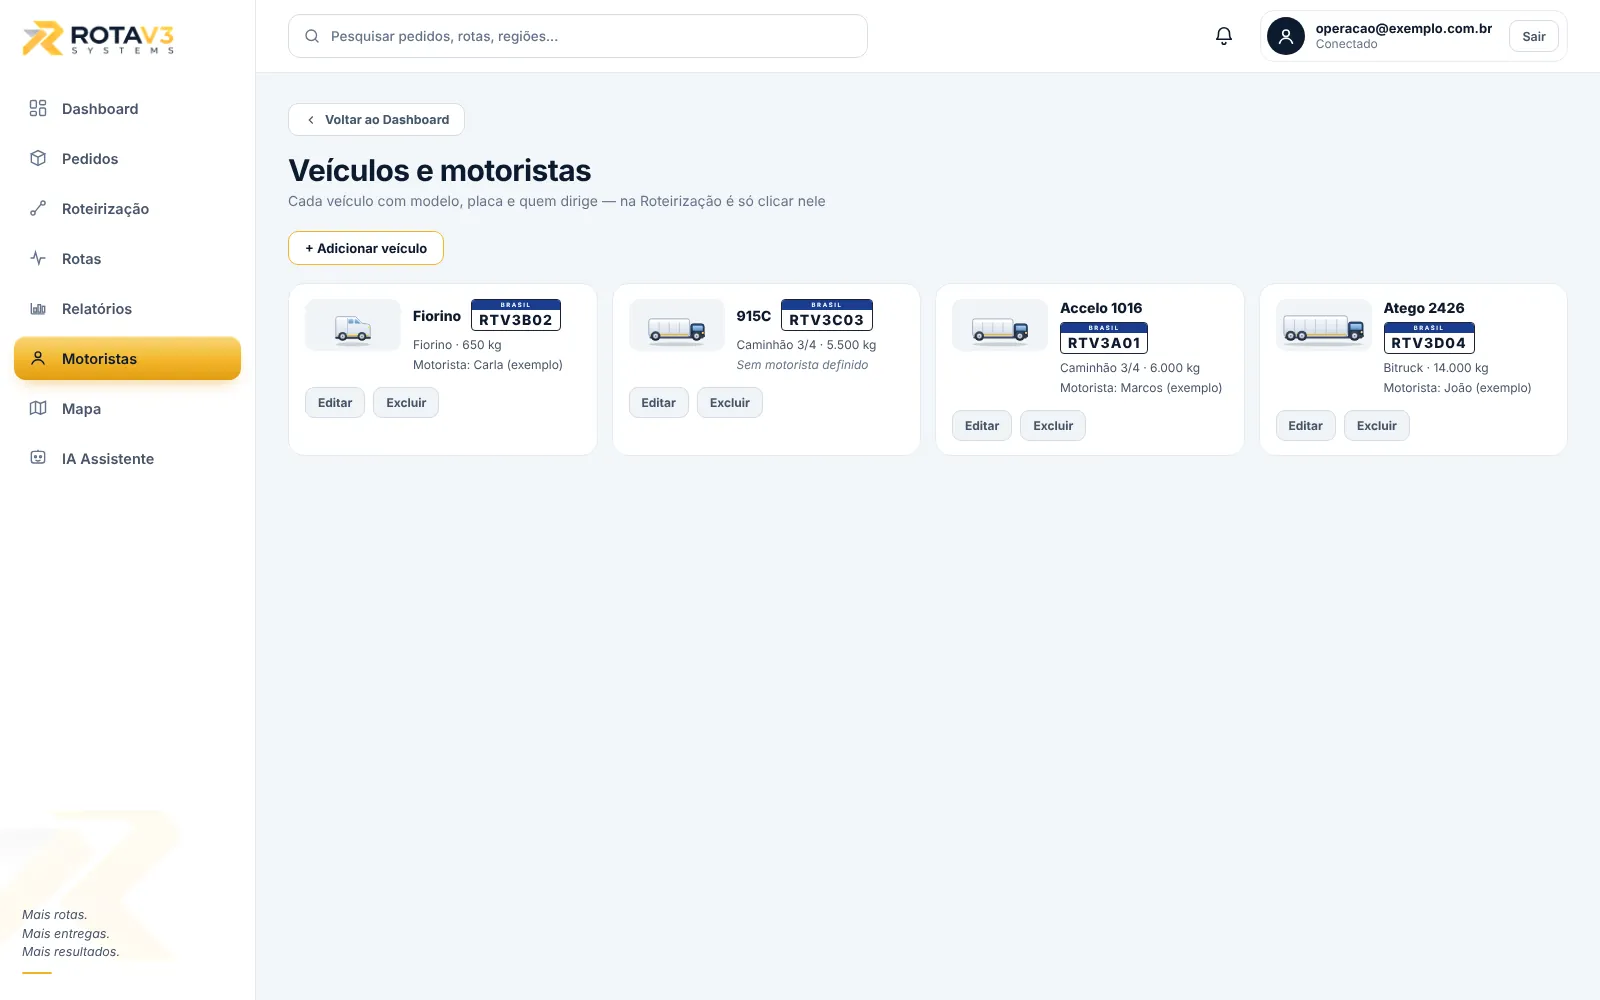 ROTAV3
SYSTEMS
Pesquisar pedidos, rotas, regiões...
operacao@exemplo.com.br
Conectado
Sair
Dashboard
Pedidos
Roteirização
Rotas
Relatórios
Motoristas
Mapa
IA Assistente
Mais rotas.
Mais entregas.
Mais resultados.
Voltar ao Dashboard
Veículos e motoristas
Cada veículo com modelo, placa e quem dirige — na Roteirização é só clicar nele
+ Adicionar veículo
Fiorino
BRASIL
RTV3B02
Fiorino · 650 kg
Motorista: Carla (exemplo)
Editar
Excluir
915C
BRASIL
RTV3C03
Caminhão 3/4 · 5.500 kg
Sem motorista definido
Editar
Excluir
Accelo 1016
BRASIL
RTV3A01
Caminhão 3/4 · 6.000 kg
Motorista: Marcos (exemplo)
Editar
Excluir
Atego 2426
BRASIL
RTV3D04
Bitruck · 14.000 kg
Motorista: João (exemplo)
Editar
Excluir